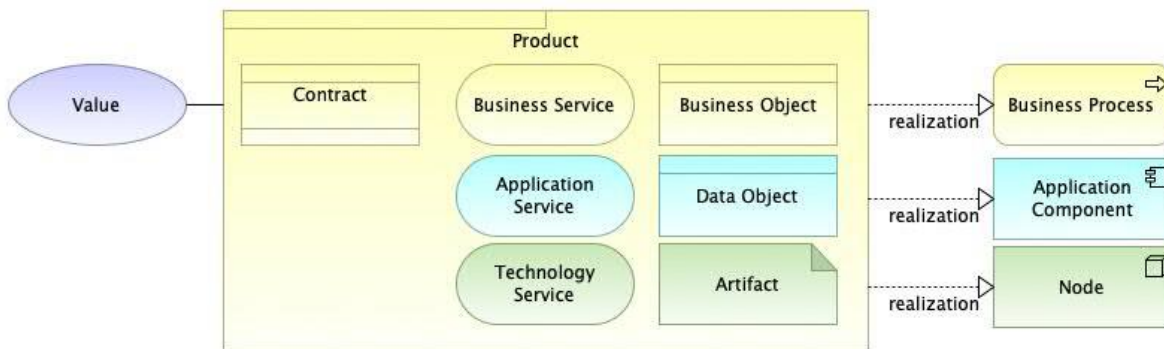 Product
Value
Contract
Business Service
Business Object
realization
Business Process
Application
Service
Data Object
realization
Application
Component
Technology
Service
Artifact
realization
Node